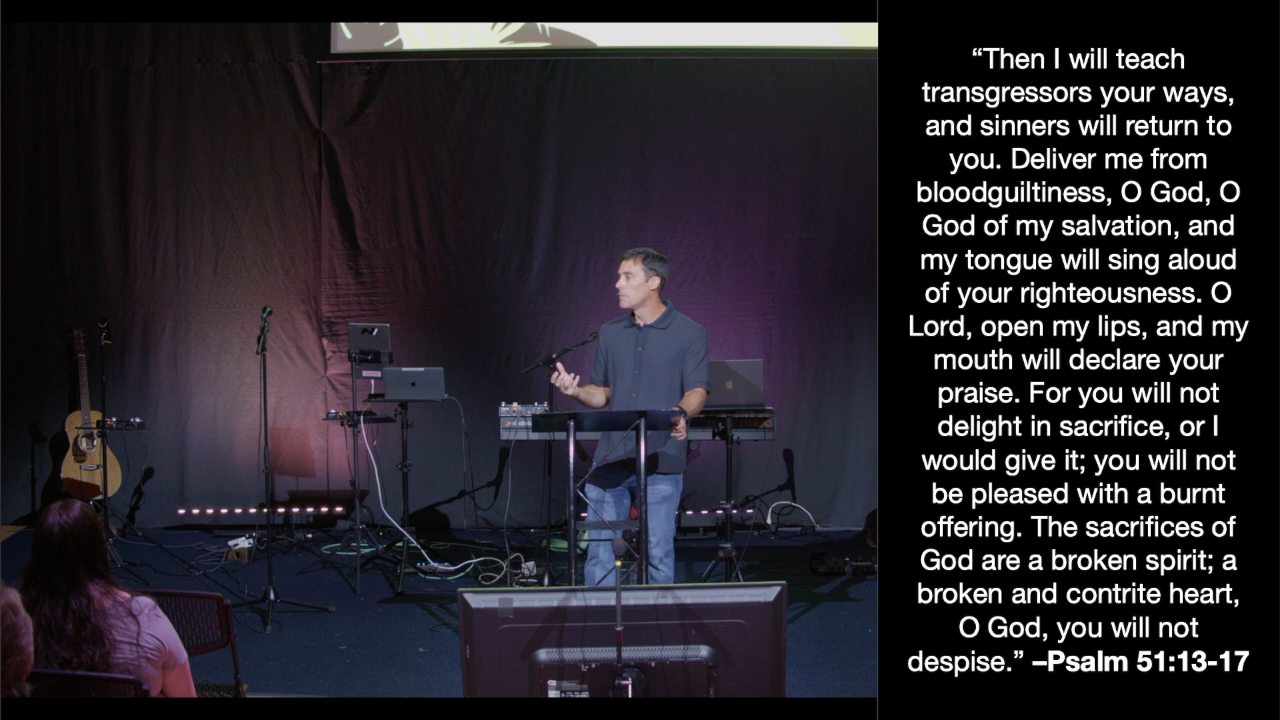 “Then I will teach
transgressors your ways,
and sinners will return to
you. Deliver me from
bloodguiltiness, O God, O
God of my salvation, and
my tongue will sing aloud
of your righteousness. O
Lord, open my lips, and my
mouth will declare your
praise. For you will not
delight in sacrifice, or I
would give it; you will not
be pleased with a burnt
offering. The sacrifices of
God are a broken spirit; a
broken and contrite heart,
O God, you will not
despise.” –Psalm 51:13-17